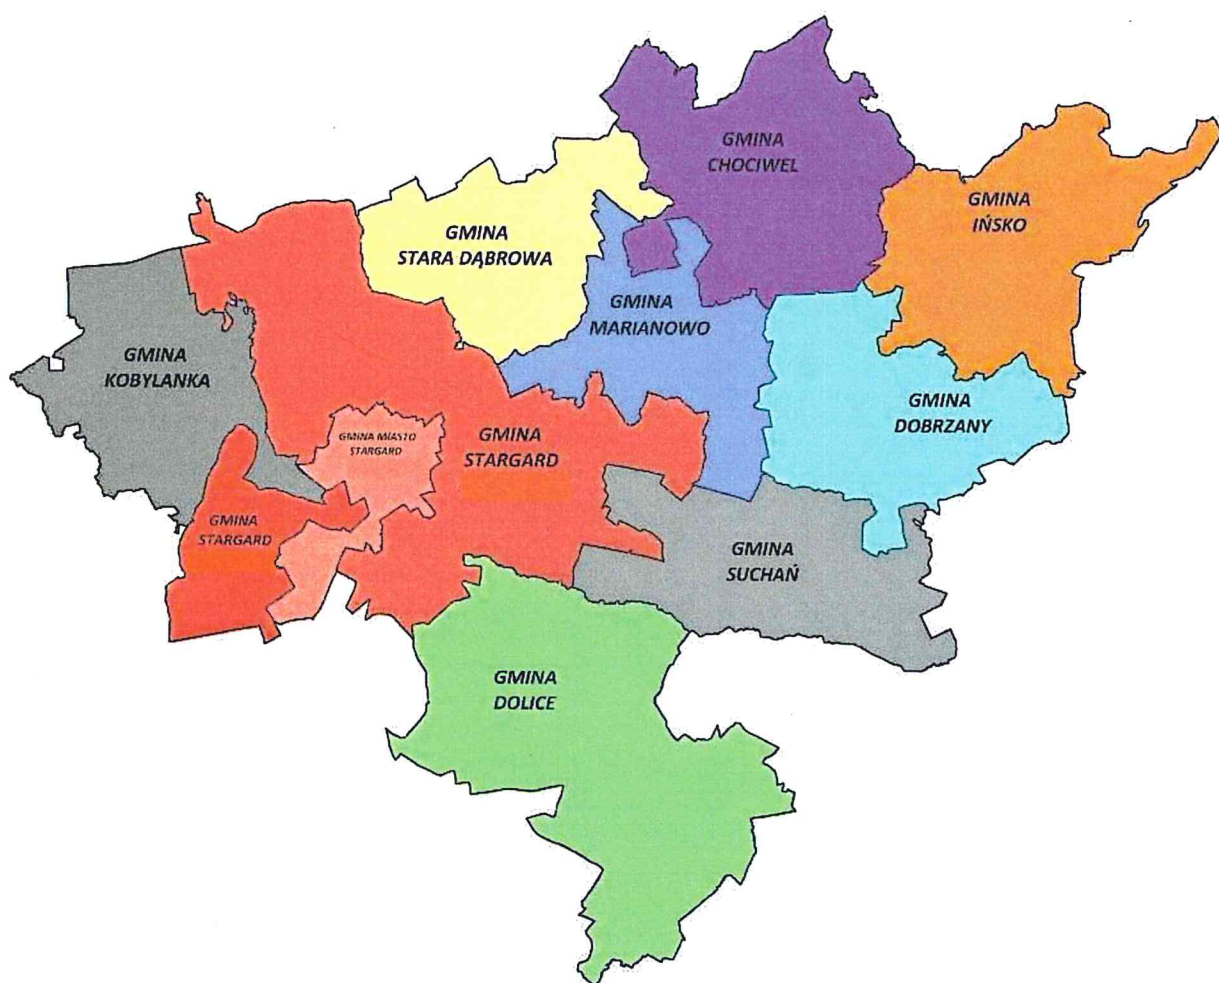 GMINA
CHOCIWEL
GMINA
IŃSKO
GMINA
STARA DĄBROWA
GMINA
MARIANOWO
GMINA
KOBYLANKA
GMINA
DOBRZANY
GMINA MIASTO
STARGARD
GMINA
STARGARD
GMINA
STARGARD
GMINA
SUCHAŃ
GMINA
DOLICE